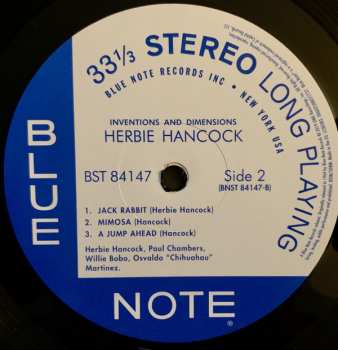 33⅓ STEREO LONG PLAYING
BLUE NOTE RECORDS INC • NEW YORK USA
INVENTIONS AND DIMENSIONS
HERBIE HANCOCK
BST 84147
Side 2
(BNST 84147-B)
1. JACK RABBIT (Herbie Hancock)
2. MIMOSA (Hancock)
3. A JUMP AHEAD (Hancock)
Herbie Hancock, Paul Chambers,
Willie Bobo, Osvaldo "Chihuahau"
Martinez.
BLUE
NOTE®